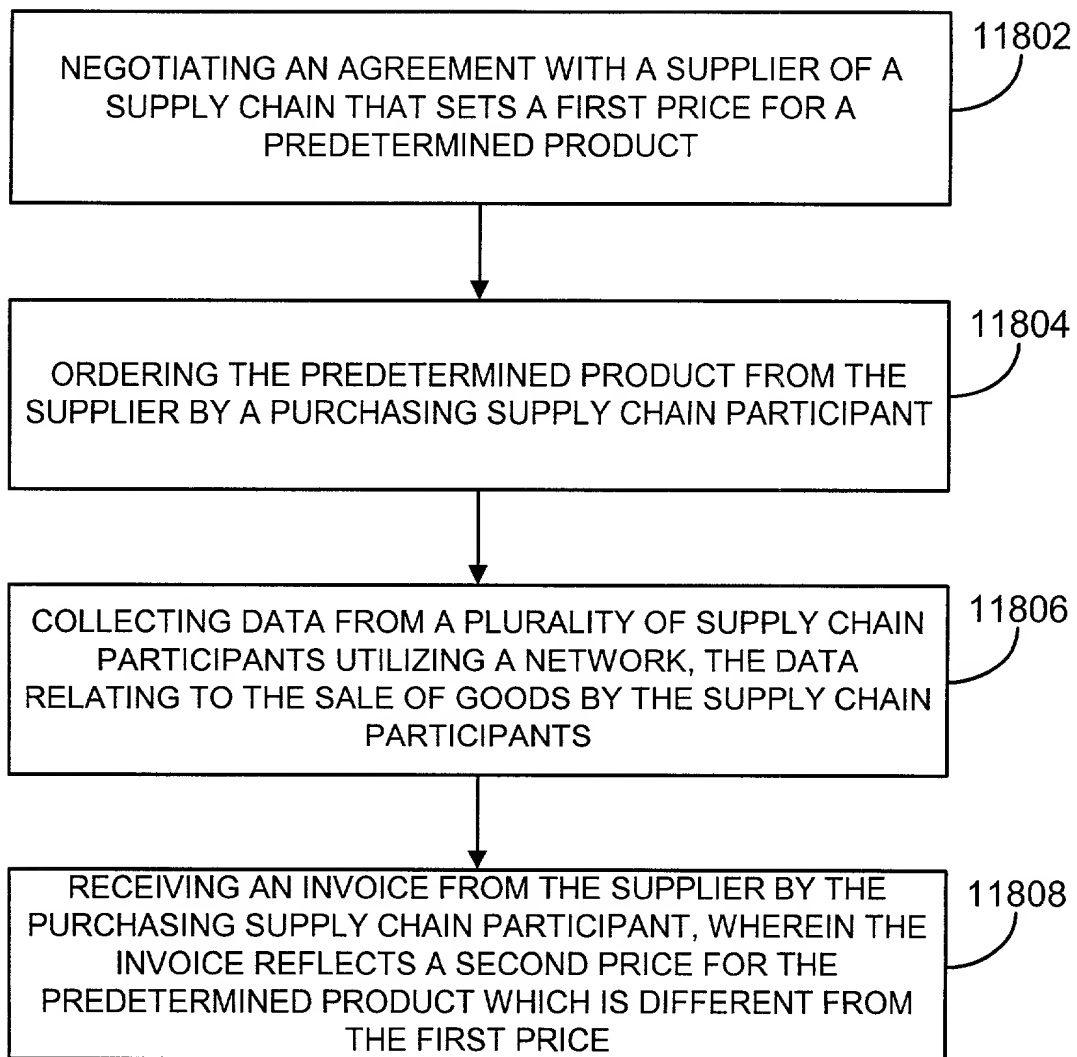 11802
NEGOTIATING AN AGREEMENT WITH A SUPPLIER OF A
SUPPLY CHAIN THAT SETS A FIRST PRICE FOR A
PREDETERMINED PRODUCT
11804
ORDERING THE PREDETERMINED PRODUCT FROM THE
SUPPLIER BY A PURCHASING SUPPLY CHAIN PARTICIPANT
11806
COLLECTING DATA FROM A PLURALITY OF SUPPLY CHAIN
PARTICIPANTS UTILIZING A NETWORK, THE DATA
RELATING TO THE SALE OF GOODS BY THE SUPPLY CHAIN
PARTICIPANTS
11808
RECEIVING AN INVOICE FROM THE SUPPLIER BY THE
PURCHASING SUPPLY CHAIN PARTICIPANT, WHEREIN THE
INVOICE REFLECTS A SECOND PRICE FOR THE
PREDETERMINED PRODUCT WHICH IS DIFFERENT FROM
THE FIRST PRICE